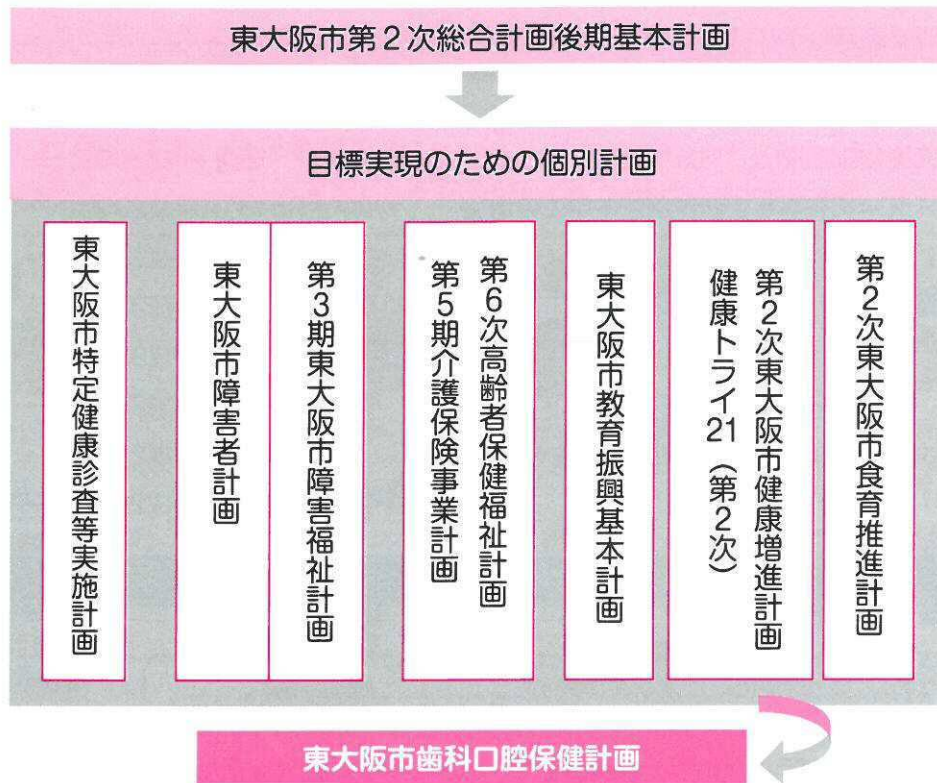 東大阪市第2次総合計画後期基本計画
目標実現のための個別計画
第2次東大阪市食育推進計画
第2次東大阪市健康増進計画
健康トライ21（第2次）
東大阪市教育振興基本計画
第6次高齢者保健福祉計画
第5期介護保険事業計画
第3期東大阪市障害福祉計画
東大阪市障害者計画
東大阪市特定健康診査等実施計画
東大阪市歯科口腔保健計画